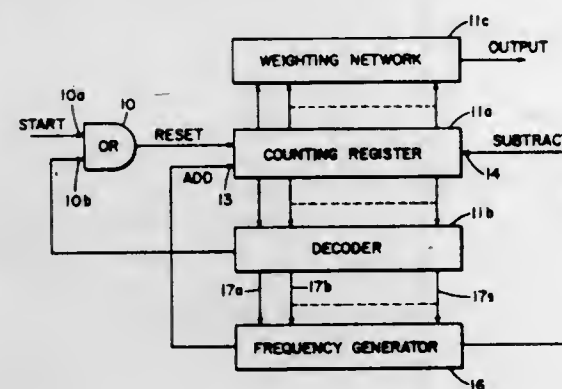 11c
WEIGHTING NETWORK
OUTPUT
10a
10
START
OR
RESET
11a
COUNTING REGISTER
SUBTRACT
10b
ADD
13
14
11b
DECODER
17a
17b
17s
FREQUENCY GENERATOR
16